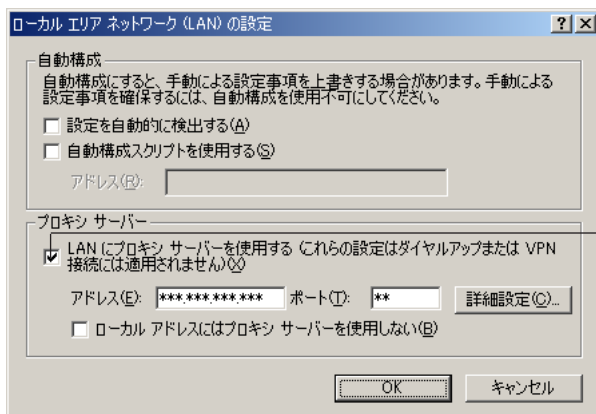 ローカル エリア ネットワーク (LAN) の設定
自動構成
自動構成にすると、手動による設定事項を上書きする場合があります。手動による
設定事項を確保するには、自動構成を使用不可にしてください。
設定を自動的に検出する(A)
自動構成スクリプトを使用する(S)
アドレス(R):
プロキシ サーバー
LAN にプロキシ サーバーを使用する (これらの設定はダイヤルアップまたは VPN
接続には適用されません)(X)
アドレス(E): ***.***.***.*** ポート(T): ** 詳細設定(C)...
ローカル アドレスにはプロキシ サーバーを使用しない(B)
OK キャンセル